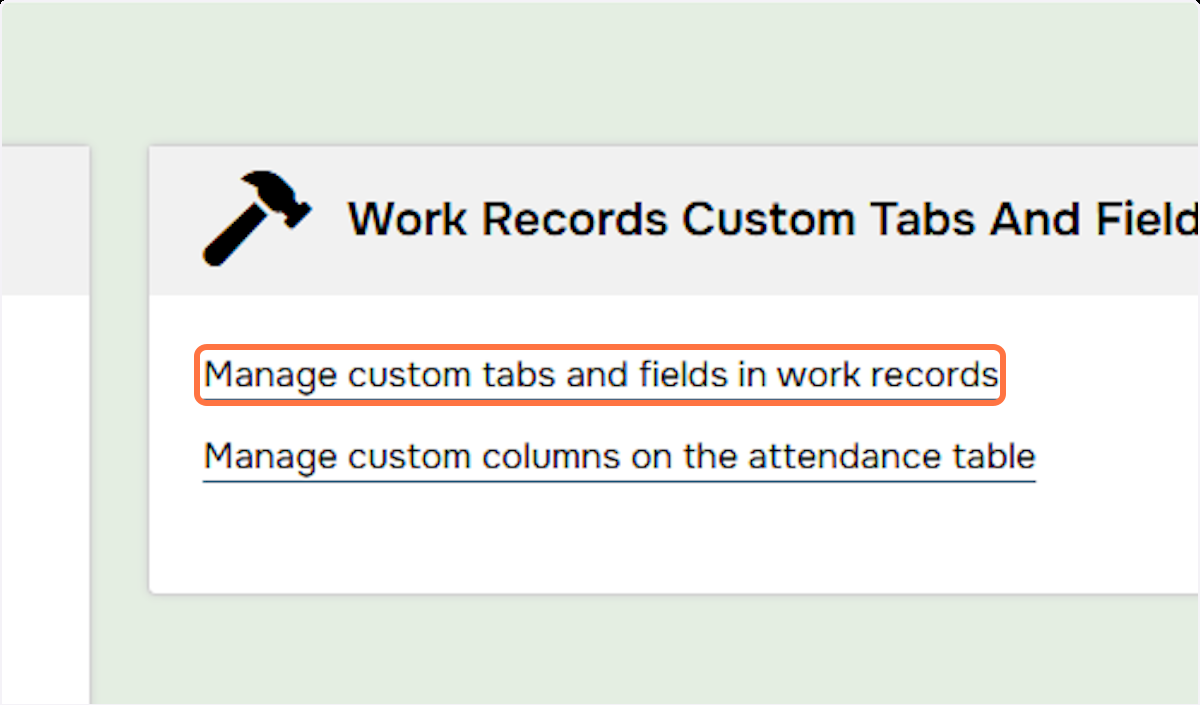 Work Records Custom Tabs And Field
Manage custom tabs and fields in work records
Manage custom columns on the attendance table